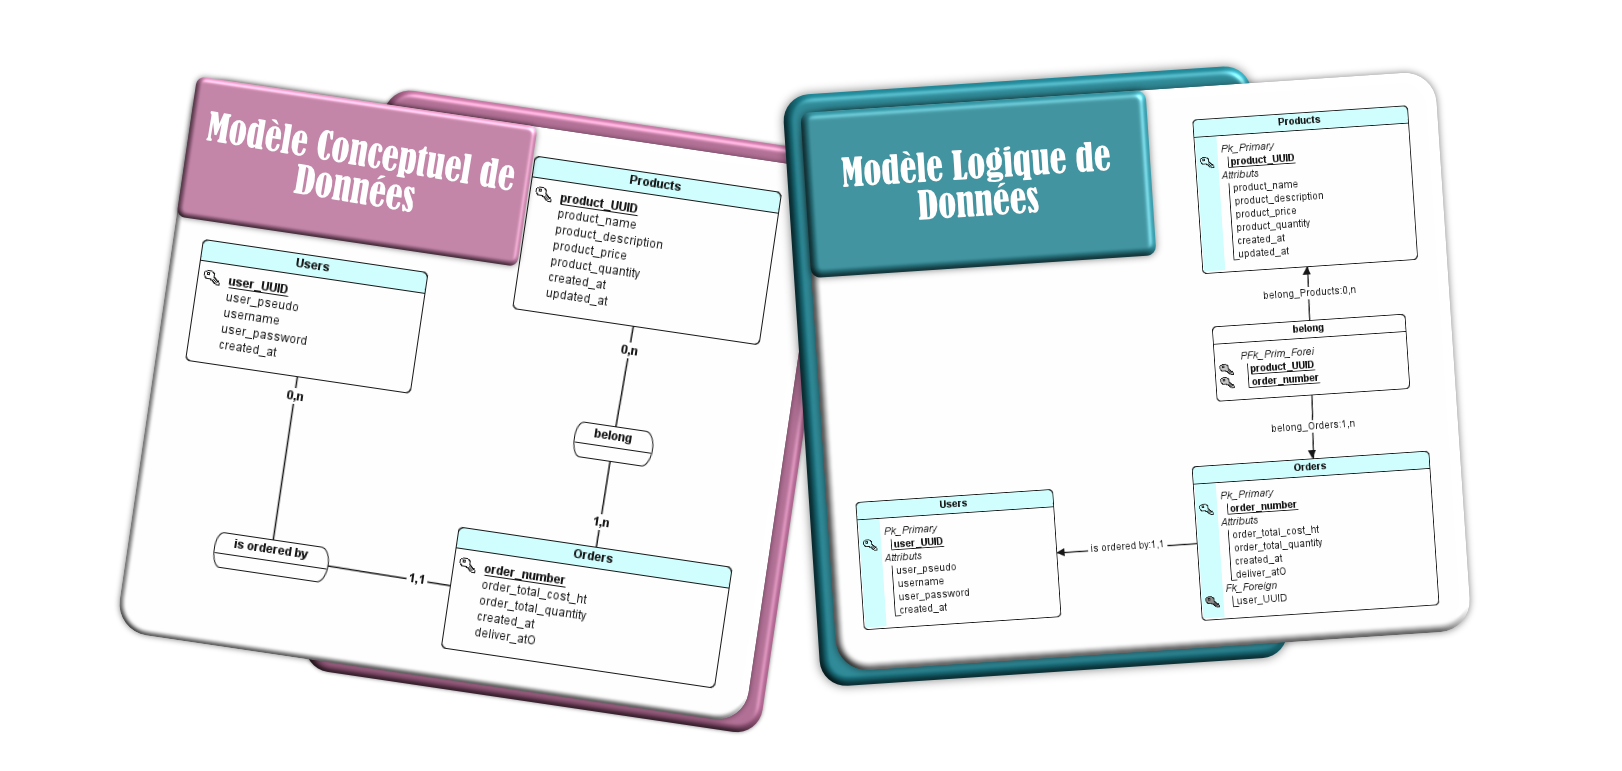 Modèle Conceptuel de
Données
Products
product_UUID
product_name
product_description
product_price
product_quantity
created_at
updated_at
Users
user_UUID
user_pseudo
username
user_password
created_at
0,n
0,n
belong
1,n
is ordered by
1,1
Orders
order_number
order_total_cost_ht
order_total_quantity
created_at
deliver_atO
Modèle Logique de
Données
Products
Pk_Primary
product_UUID
Attributs
product_name
product_description
product_price
product_quantity
created_at
updated_at
belong_Products:0,n
belong
PFk_Prim_Forei
product_UUID
order_number
belong_Orders:1,n
Orders
Pk_Primary
order_number
Attributs
order_total_cost_ht
order_total_quantity
created_at
deliver_atO
Fk_Foreign
user_UUID
is ordered by:1,1
Users
Pk_Primary
user_UUID
Attributs
user_pseudo
username
user_password
created_at